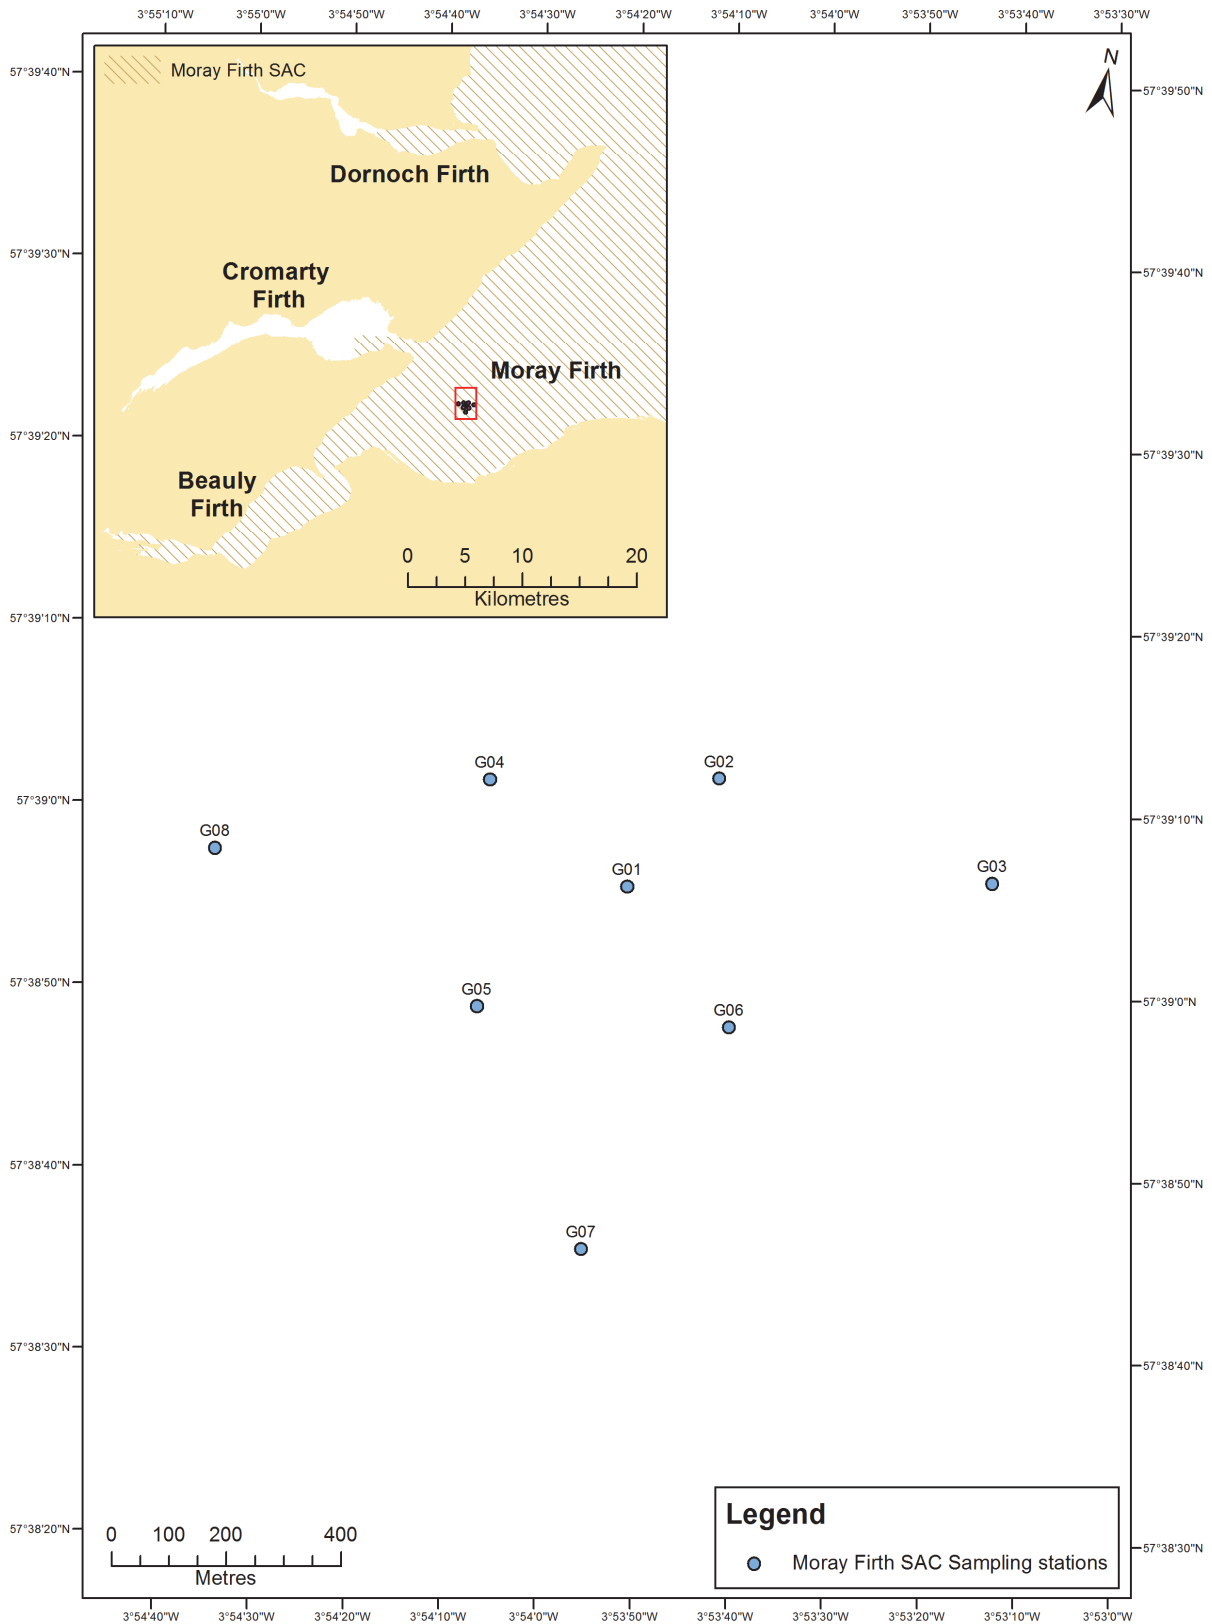 3°55'10"W 3°55'0"W 3°54'50"W 3°54'40"W 3°54'30"W 3°54'20"W 3°54'10"W 3°54'0"W 3°53'50"W 3°53'40"W 3°53'30"W
N
Moray Firth SAC
57°39'40"N
57°39'50"N
Dornoch Firth
57°39'30"N
57°39'40"N
Cromarty
Firth
Moray Firth
57°39'20"N
57°39'30"N
Beauly
Firth
0 5 10 20
Kilometres
57°39'10"N
57°39'20"N
G04
G02
57°39'0"N
57°39'10"N
G08
G01
G03
57°38'50"N
G05
57°39'0"N
G06
57°38'40"N
57°38'50"N
G07
57°38'30"N
57°38'40"N
Legend
57°38'20"N
57°38'30"N
0 100 200 400
Metres
Moray Firth SAC Sampling stations
3°54'40"W 3°54'30"W 3°54'20"W 3°54'10"W 3°54'0"W 3°53'50"W 3°53'40"W 3°53'30"W 3°53'20"W 3°53'10"W 3°53'0"W